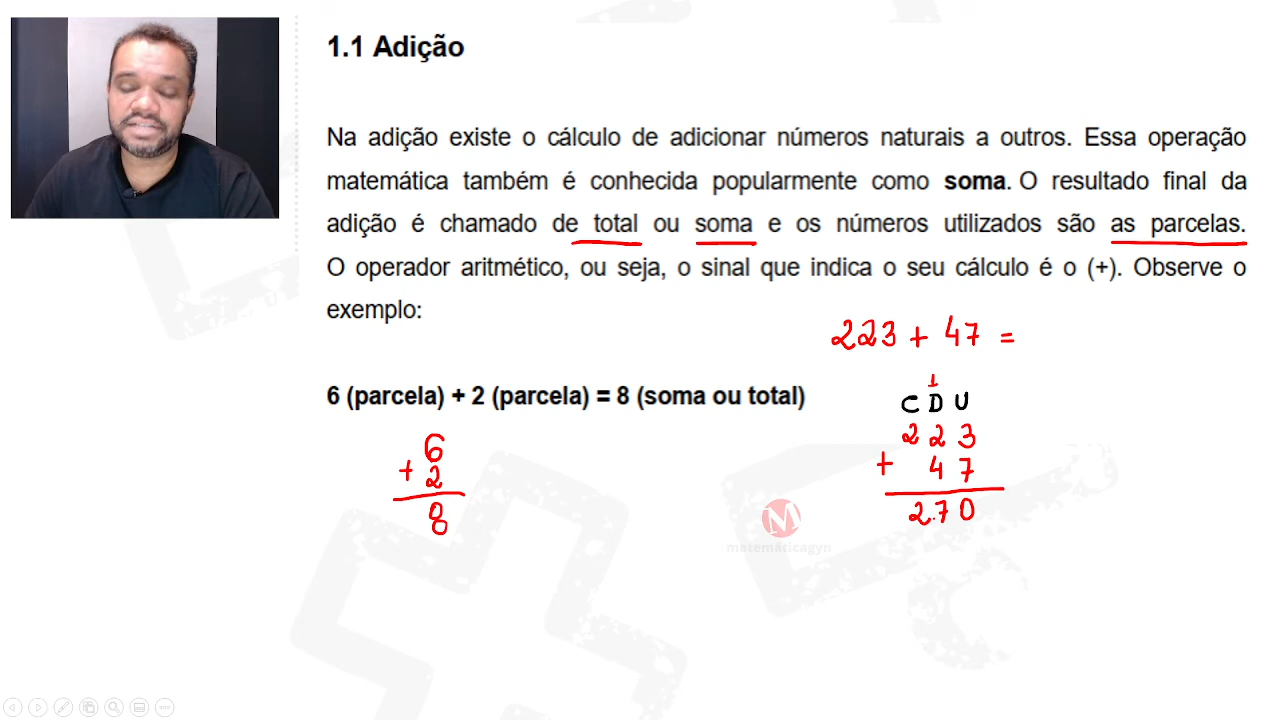 1.1 Adição
Na adição existe o cálculo de adicionar números naturais a outros. Essa operação
matemática também é conhecida popularmente como soma. O resultado final da
adição é chamado de total ou soma e os números utilizados são as parcelas.
O operador aritmético, ou seja, o sinal que indica o seu cálculo é o (+). Observe o
exemplo:
223 + 47 =
6 (parcela) + 2 (parcela) = 8 (soma ou total)
6
+ 2
8
1
C D U
2 2 3
+ 4 7
2 7 0
M
matemáticagyn